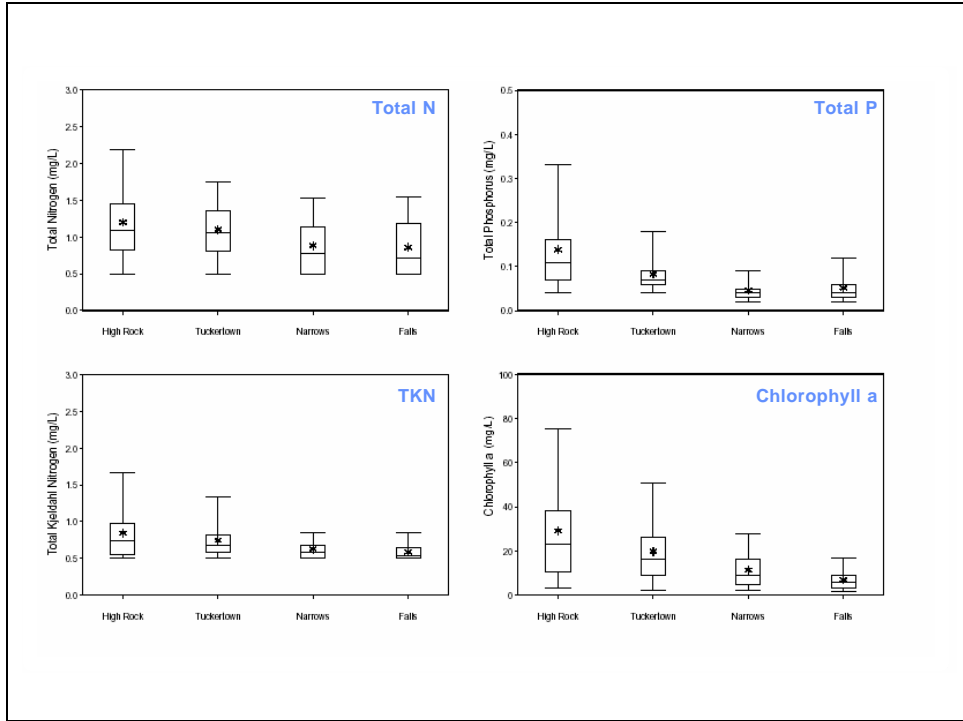 Total N
Total Nitrogen (mg/L)
3.0
2.5
2.0
1.5
1.0
0.5
0.0
High Rock Tuckertown Narrows Falls
Total P
Total Phosphorus (mg/L)
0.5
0.4
0.3
0.2
0.1
0.0
High Rock Tuckertown Narrows Falls
TKN
Total Kjeldahl Nitrogen (mg/L)
3.0
2.5
2.0
1.5
1.0
0.5
0.0
High Rock Tuckertown Narrows Falls
Chlorophyll a
Chlorophyll a (mg/L)
100
80
60
40
20
0
High Rock Tuckertown Narrows Falls